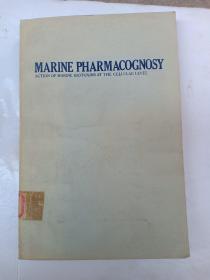 MARINE PHARMACOGNOSY
ACTION OF MARINE BIOTOXINS AT THE CELLULAR LEVEL